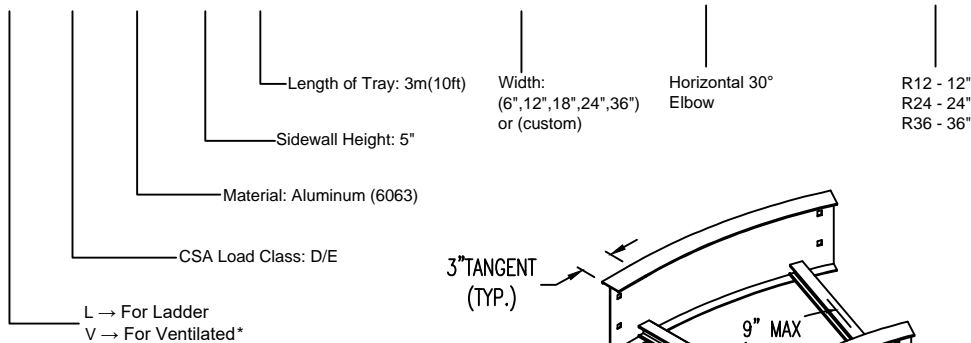 Length of Tray: 3m(10ft)
Width:
(6",12",18",24",36")
or (custom)
Horizontal 30°
Elbow
R12 - 12"
R24 - 24"
R36 - 36"
Sidewall Height: 5"
Material: Aluminum (6063)
CSA Load Class: D/E
L → For Ladder
V → For Ventilated*
3"TANGENT
(TYP.)
9" MAX